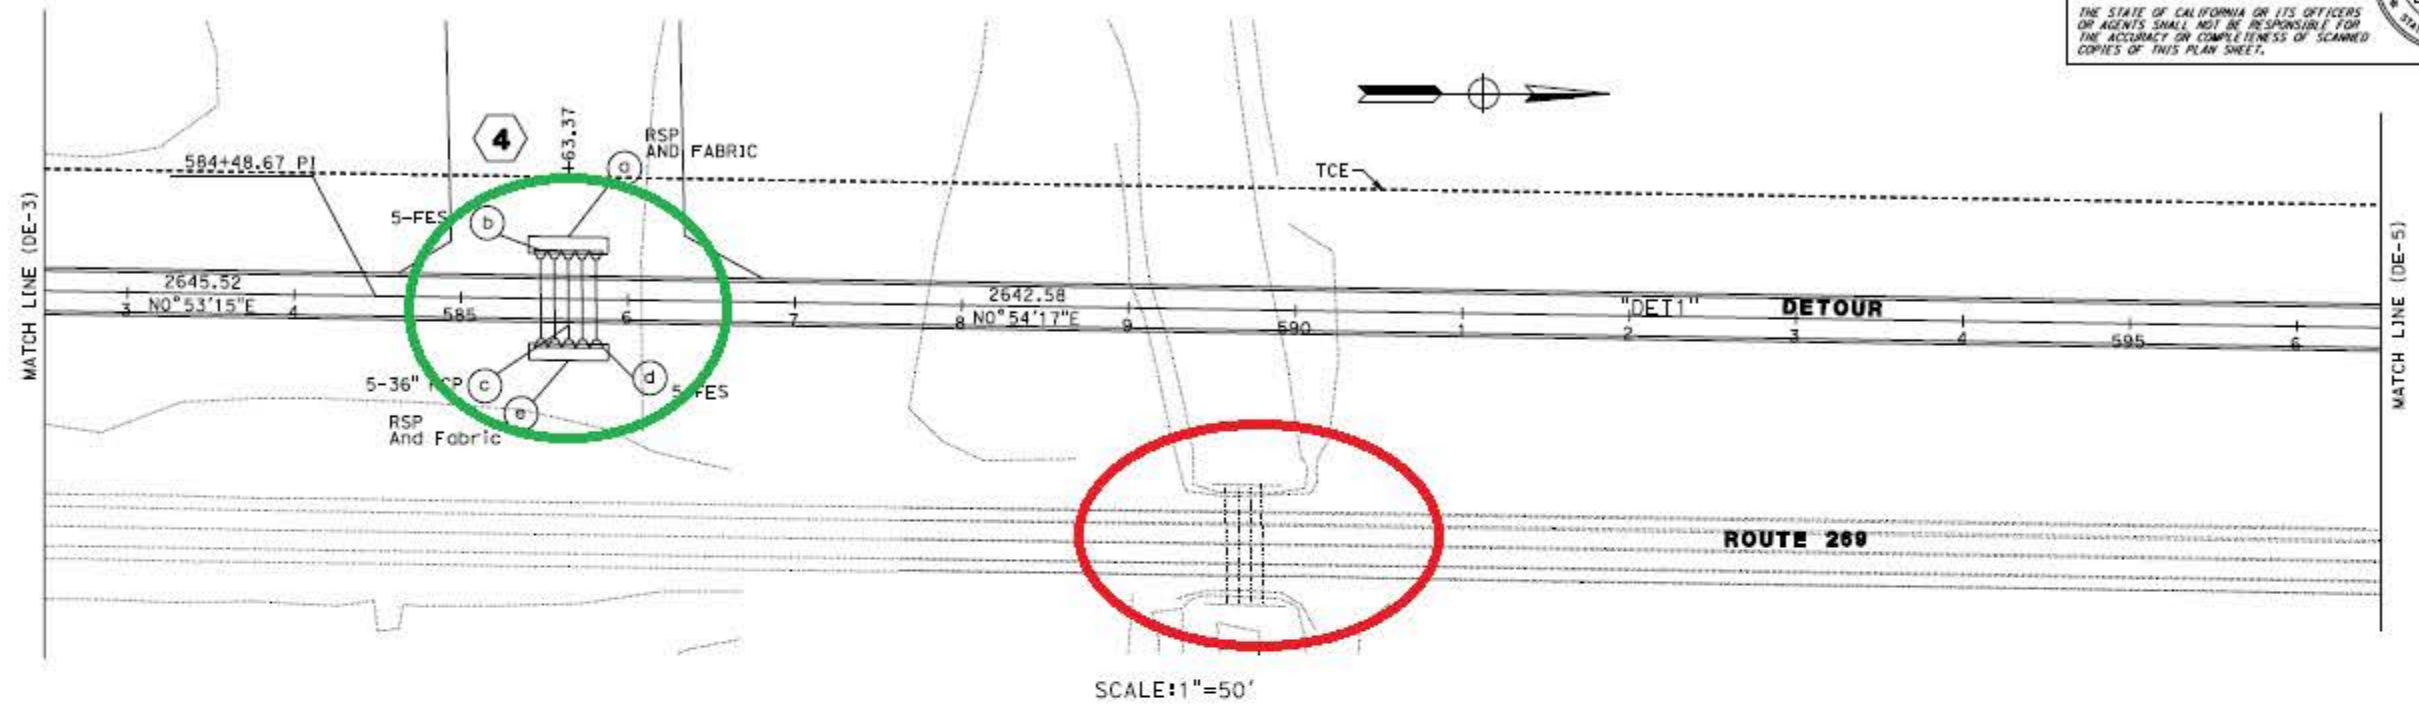 THE STATE OF CALIFORNIA OR ITS OFFICERS
OR AGENTS SHALL NOT BE RESPONSIBLE FOR
THE ACCURACY OR COMPLETENESS OF SCANNED
COPIES OF THIS PLAN SHEET.
4
+63.37
RSP
AND FABRIC
a
584+48.67 PI
TCE
5-FES
b
MATCH LINE (DE-3)
MATCH LINE (DE-5)
2645.52
N0°53'15"E
2642.58
N0°54'17"E
"DET1"
DETOUR
3
4
585
6
7
8
9
590
1
2
3
4
595
6
5-36" RCP
c
d
5-FES
e
RSP
And Fabric
ROUTE 269
SCALE:1"=50'